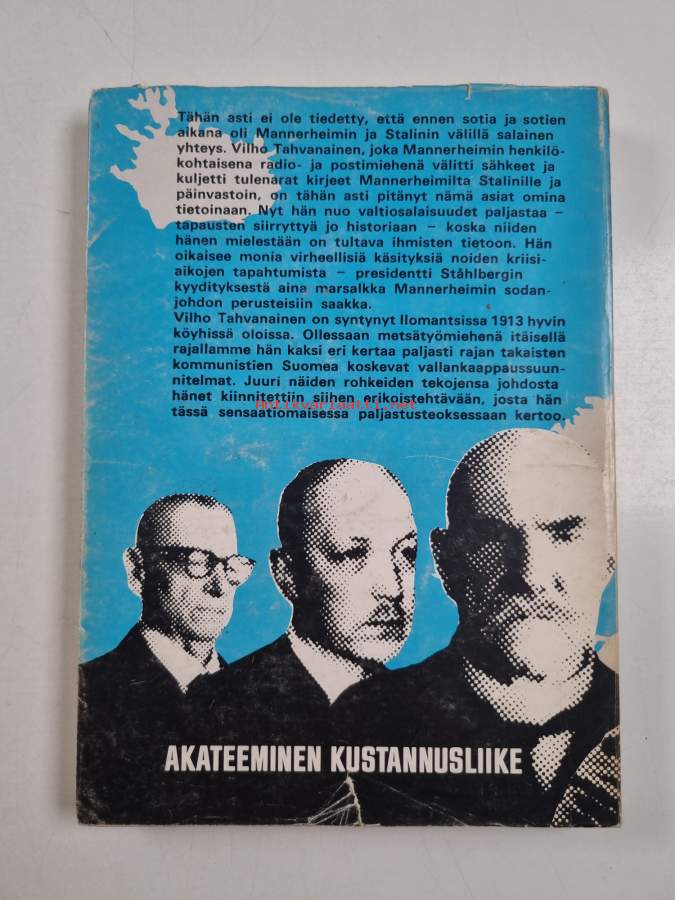 Tähän asti ei ole tiedetty, että ennen sotia ja sotien
aikana oli Mannerheimin ja Stalinin välillä salainen
yhteys. Vilho Tahvanainen, joka Mannerheimin henkilö-
kohtaisena radio- ja postimiehenä välitti sähkeet ja
kuljetti tulenarat kirjeet Mannerheimilta Stalinille ja
päinvastoin, on tähän asti pitänyt nämä asiat omina
tietoinaan. Nyt hän nuo valtiosalaisuudet paljastaa –
tapausten siirryttyä jo historiaan – koska niiden
hänen mielestään on tultava ihmisten tietoon. Hän
oikaisee monia virheellisiä käsityksiä noiden kriisi-
aikojen tapahtumista – presidentti Ståhlbergin
kyydityksestä aina marsalkka Mannerheimin sodan-
johdon perusteisiin saakka.
Vilho Tahvanainen on syntynyt Ilomantsissa 1913 hyvin
köyhissä oloissa. Ollessaan metsätyömiehenä itäisellä
rajallamme hän kaksi eri kertaa paljasti rajan takaisten
kommunistien Suomea koskevat vallankaappaussuun-
nitelmat. Juuri näiden rohkeiden tekojensa johdosta
hänet kiinnitettiin siihen erikoistehtävään, josta hän
Antikvariaatti.net
tässä sensaatiomaisessa paljastusteoksessaan kertoo.
AKATEEMINEN KUSTANNUSLIIKE